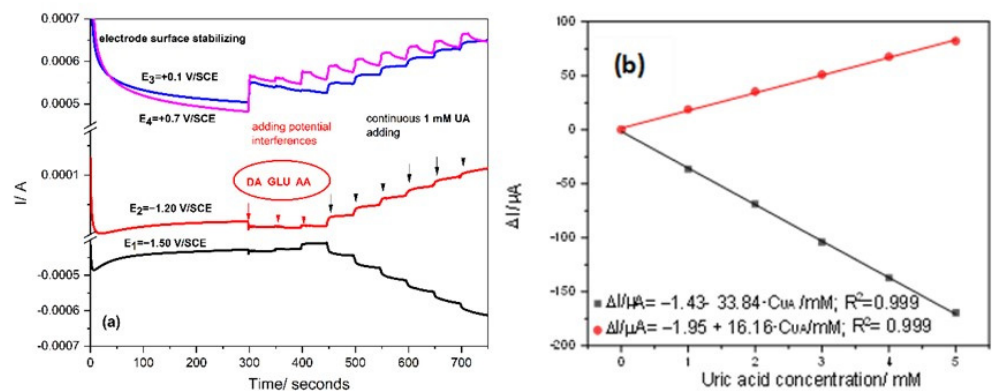 0.0007
0.0006
0.0005
0.0001
-0.0005
-0.0006
-0.0007
I/ A
electrode surface stabilizing
E3=+0.1 V/SCE
E4=+0.7 V/SCE
adding potential
interferences
continuous 1 mM UA
adding
DA GLU AA
E2=−1.20 V/SCE
E1=−1.50 V/SCE
(a)
0 100 200 300 400 500 600 700
Time/ seconds
(b)
100
50
0
-50
-100
-150
-200
ΔI/µA
ΔI/µA= −1.43- 33.84·CUA /mM; R²=0.999
ΔI/µA= −1.95 + 16.16·CUA/mM; R²= 0.999
0 1 2 3 4 5
Uric acid concentration/ mM